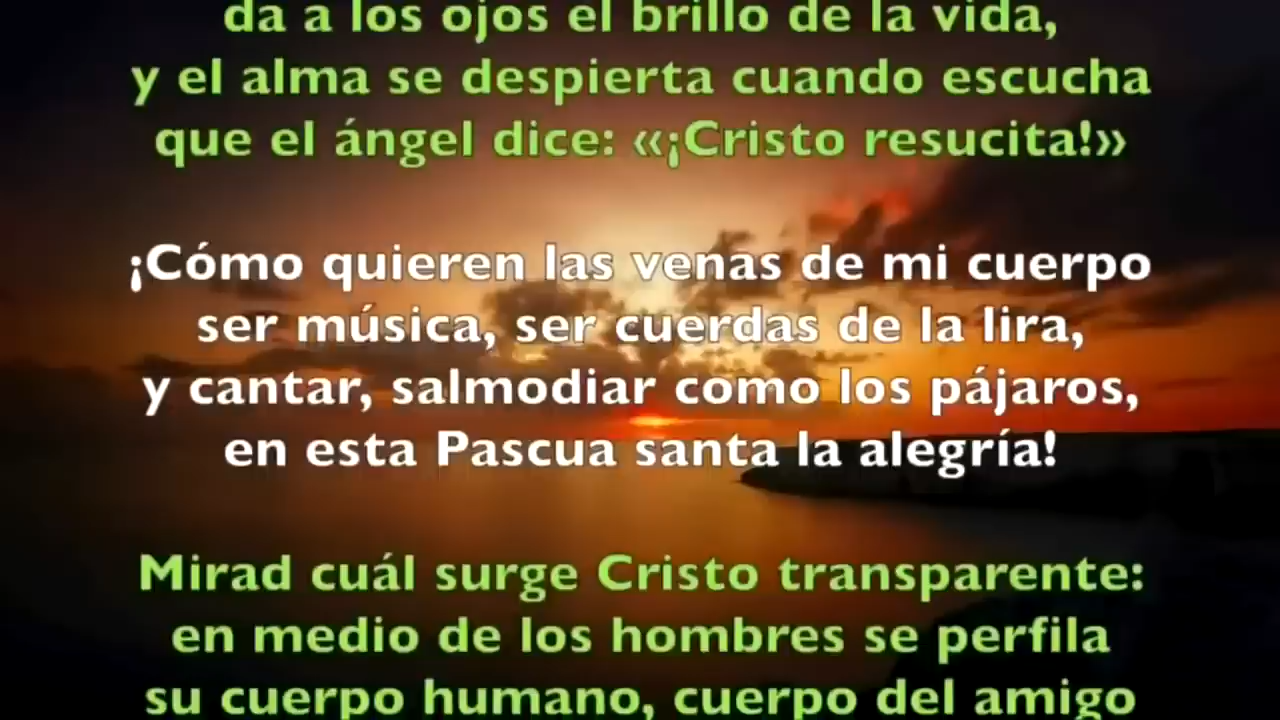 da a los ojos el brillo de la vida,
y el alma se despierta cuando escucha
que el ángel dice: «¡Cristo resucita!»
¡Cómo quieren las venas de mi cuerpo
ser música, ser cuerdas de la lira,
y cantar, salmodiar como los pájaros,
en esta Pascua santa la alegría!
Mirad cuál surge Cristo transparente:
en medio de los hombres se perfila
su cuerpo humano, cuerpo del amigo